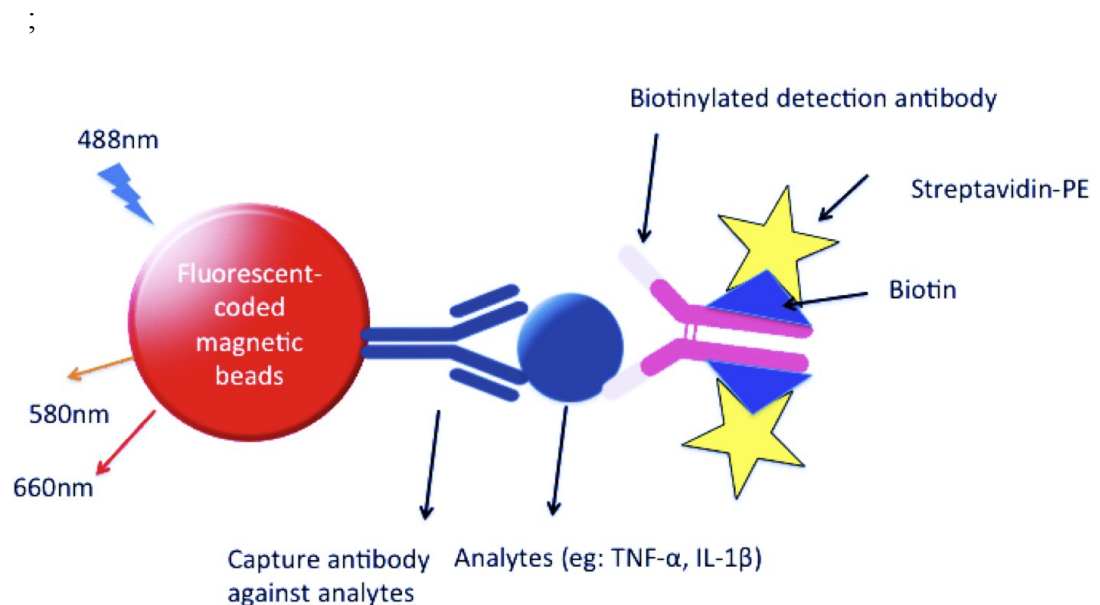 ;
Biotinylated detection antibody
488nm
Streptavidin-PE
Fluorescent-
coded
magnetic
beads
Biotin
580nm
660nm
Capture antibody
against analytes
Analytes (eg: TNF-α, IL-1β)